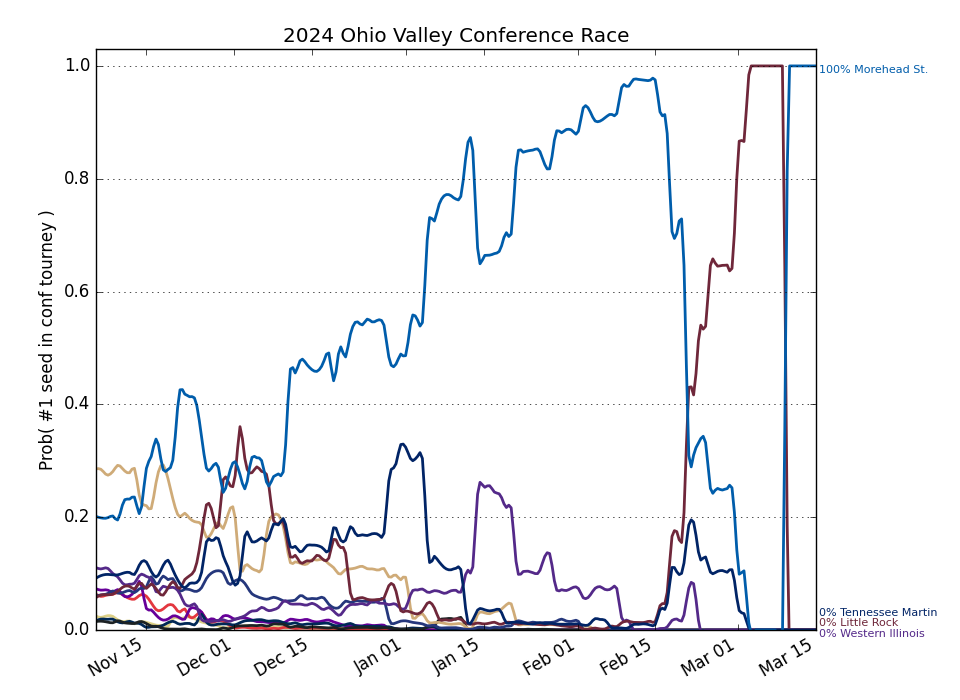 2024 Ohio Valley Conference Race
Prob( #1 seed in conf tourney )
1.0
0.8
0.6
0.4
0.2
0.0
Nov 15
Dec 01
Dec 15
Jan 01
Jan 15
Feb 01
Feb 15
Mar 01
Mar 15
100% Morehead St.
0% Tennessee Martin
0% Little Rock
0% Western Illinois